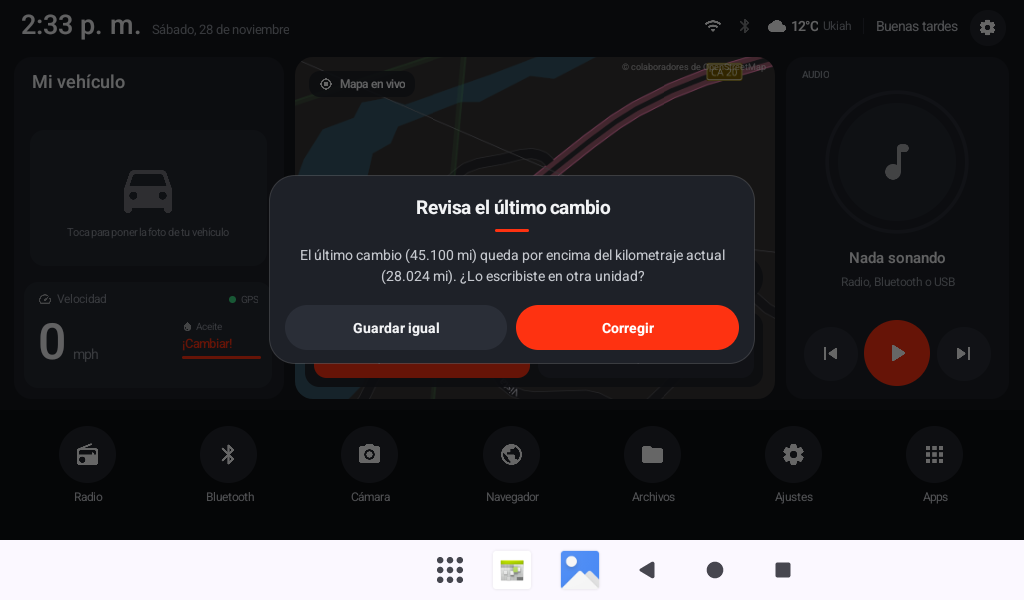 2:33 p. m. Sábado, 28 de noviembre
12°C Ukiah
Buenas tardes
Mi vehículo
Mapa en vivo
© colaboradores de OpenStreetMap
CA 20
AUDIO
Toca para poner la foto de tu vehículo
Revisa el último cambio
El último cambio (45.100 mi) queda por encima del kilometraje actual
(28.024 mi). ¿Lo escribiste en otra unidad?
Guardar igual
Corregir
Nada sonando
Radio, Bluetooth o USB
Velocidad
GPS
0 mph
Aceite
¡Cambiar!
Radio
Bluetooth
Cámara
Navegador
Archivos
Ajustes
Apps